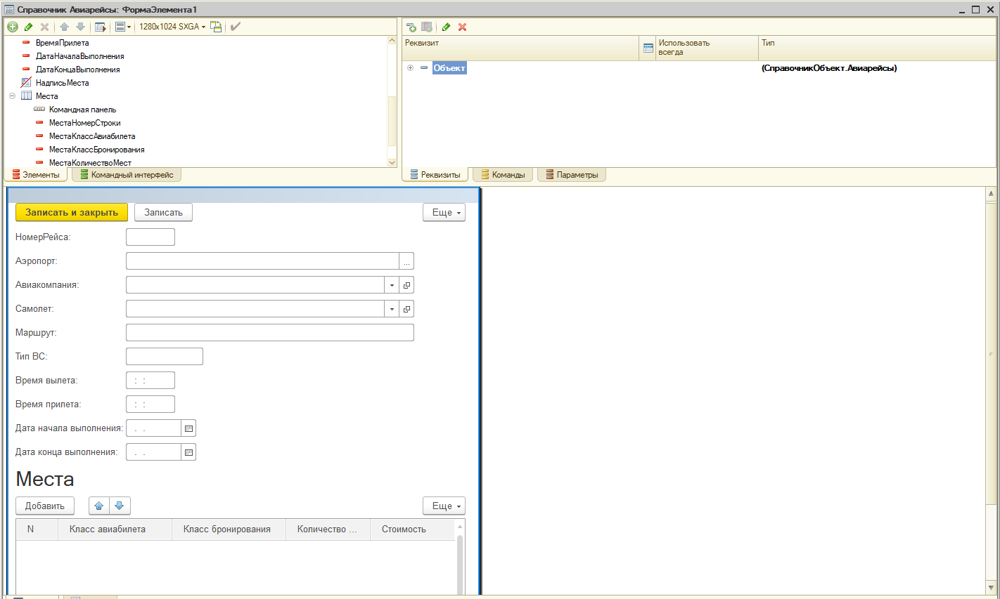 Справочник Авиарейсы: ФормаЭлемента1
1280x1024 SXGA
ВремяПрилета
ДатаНачалаВыполнения
ДатаКонцаВыполнения
НадписьМеста
Места
Командная панель
МестаНомерСтроки
МестаКлассАвиабилета
МестаКлассБронирования
МестаКоличествоМест
Элементы
Командный интерфейс
Реквизит
Использовать
всегда
Тип
Объект
(СправочникОбъект.Авиарейсы)
Реквизиты
Команды
Параметры
Записать и закрыть
Записать
Еще
НомерРейса:
Аэропорт:
...
Авиакомпания:
Самолет:
Маршрут:
Тип ВС:
Время вылета:
: :
Время прилета:
: :
Дата начала выполнения:
. .
Дата конца выполнения:
. .
Места
Добавить
Еще
N
Класс авиабилета
Класс бронирования
Количество ...
Стоимость